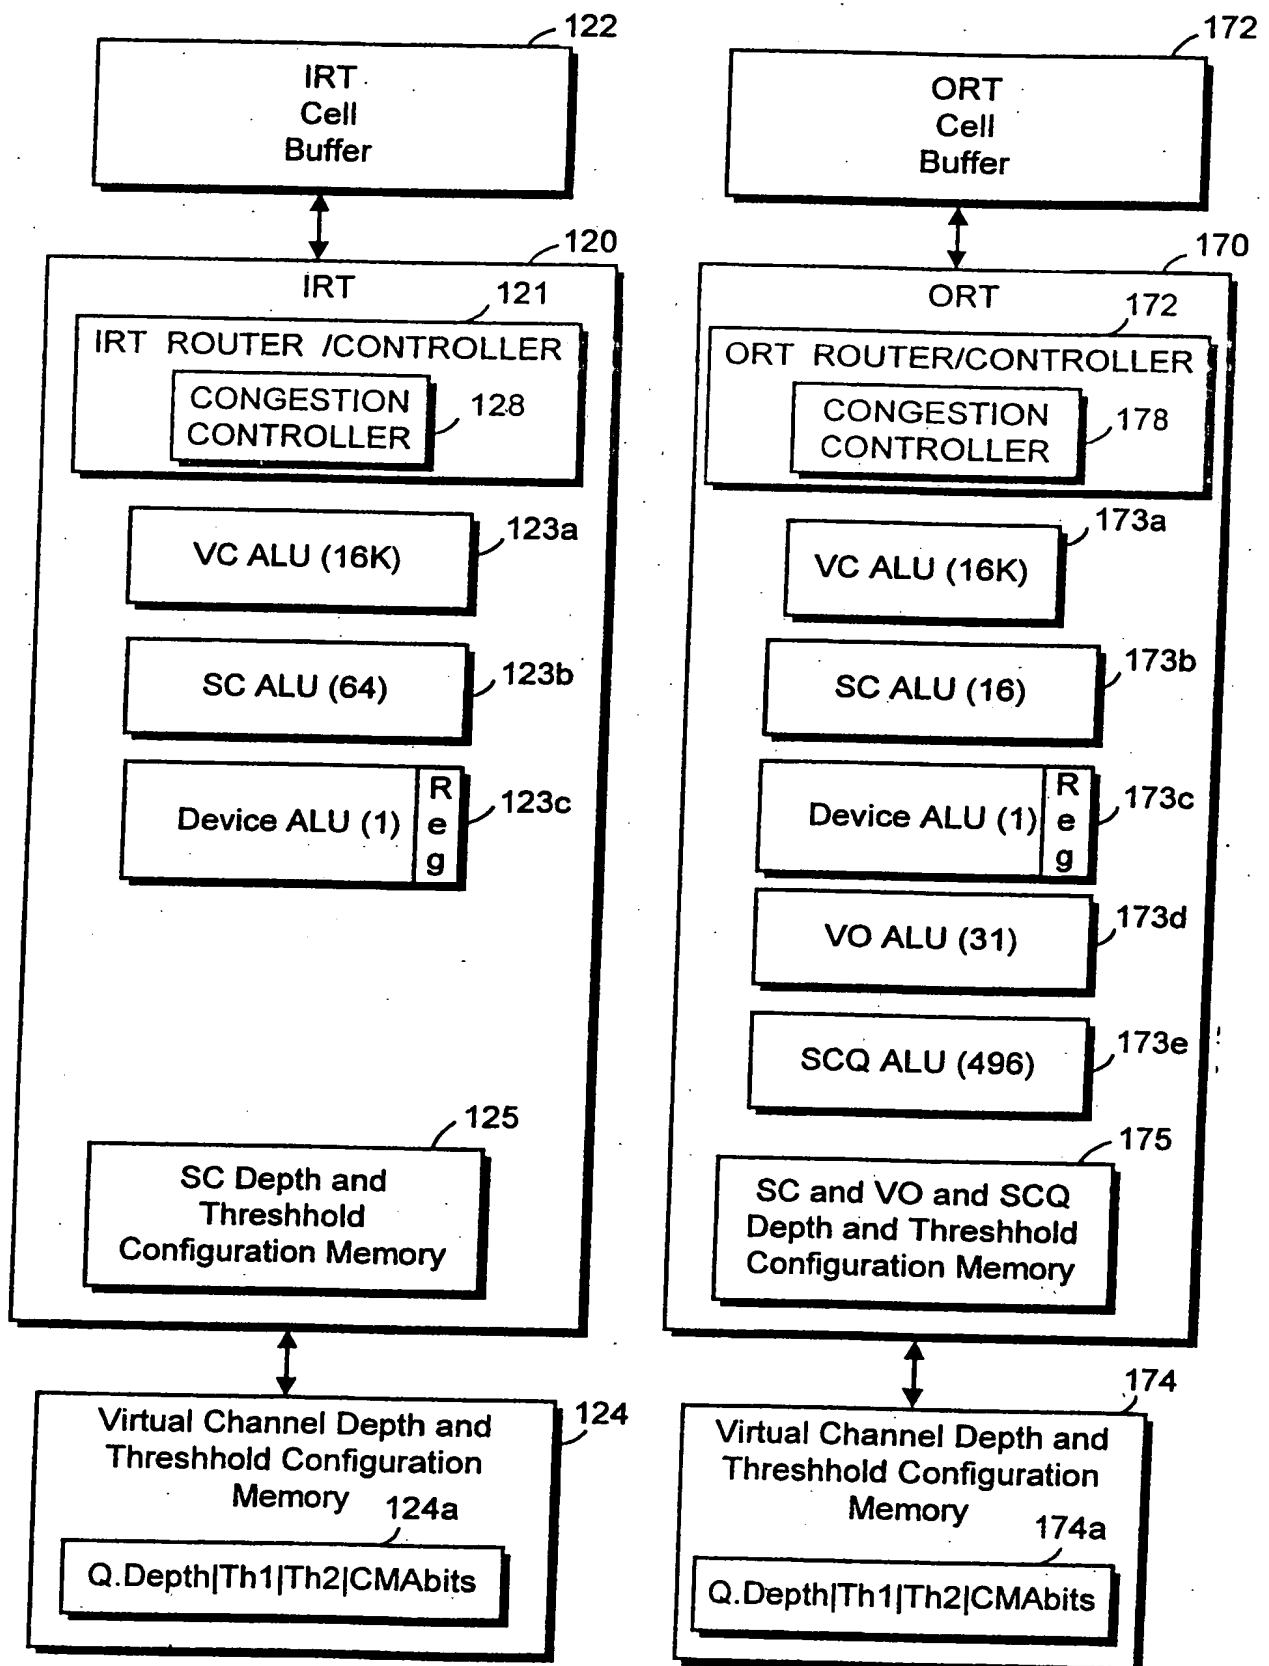 122
IRT
Cell
Buffer
120
IRT
121
IRT ROUTER /CONTROLLER
CONGESTION
CONTROLLER
128
VC ALU (16K)
123a
SC ALU (64)
123b
Device ALU (1)
Reg
123c
125
SC Depth and
Threshhold
Configuration Memory
Virtual Channel Depth and
Threshhold Configuration
Memory
124
124a
Q.Depth|Th1|Th2|CMAbits
172
ORT
Cell
Buffer
170
ORT
172
ORT ROUTER/CONTROLLER
CONGESTION
CONTROLLER
178
173a
VC ALU (16K)
SC ALU (16)
173b
Device ALU (1)
Reg
173c
VO ALU (31)
173d
SCQ ALU (496)
173e
175
SC and VO and SCQ
Depth and Threshhold
Configuration Memory
174
Virtual Channel Depth and
Threshhold Configuration
Memory
174a
Q.Depth|Th1|Th2|CMAbits